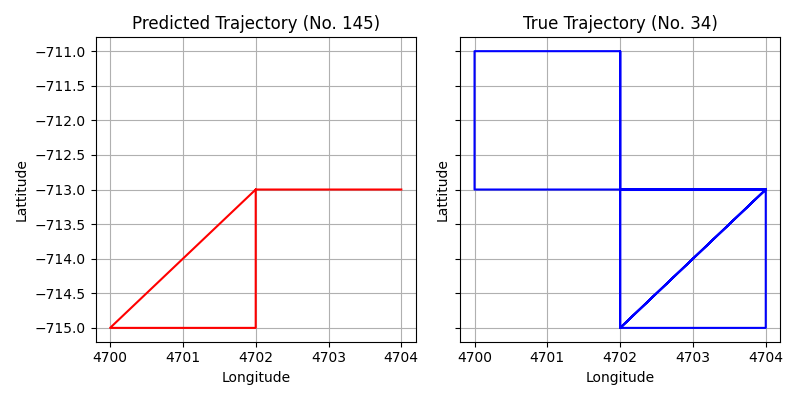 Predicted Trajectory (No. 145)
True Trajectory (No. 34)
Lattitude
−711.0
−711.5
−712.0
−712.5
−713.0
−713.5
−714.0
−714.5
−715.0
4700 4701 4702 4703 4704
Longitude
Lattitude
4700 4701 4702 4703 4704
Longitude